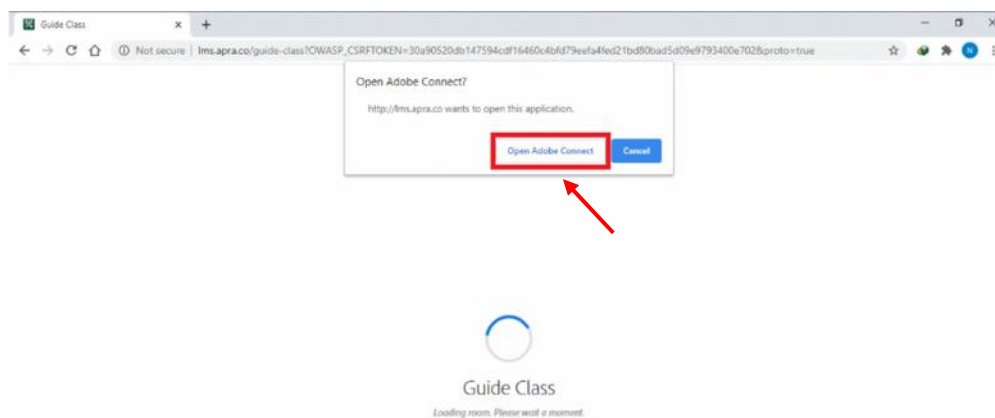 Guide Class
Not secure | lms.apra.co/guide-class?OWASP_CSRFTOKEN=30a90520db147594cdf16460c4bfd79eefa4fed21bd80bad5d09e9793400e702&proto=true
N
Open Adobe Connect?
http://lms.apra.co wants to open this application.
Open Adobe Connect Cancel
Guide Class
Loading room. Please wait a moment.